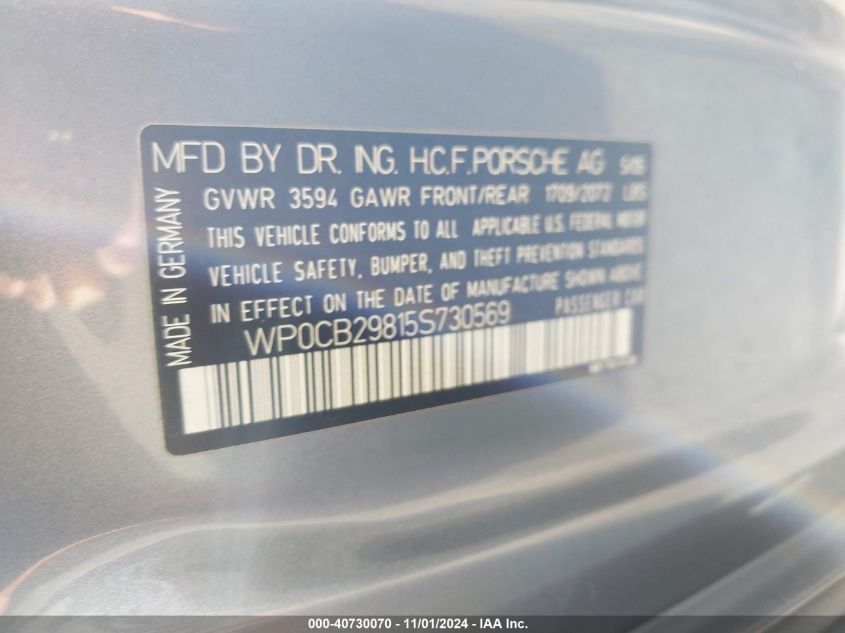 MFD BY DR. ING. H.C.F. PORSCHE AG
GVWR 3594 GAWR FRONT/REAR 1709/2072 LBS
THIS VEHICLE CONFORMS TO ALL APPLICABLE U.S. FEDERAL MOTOR
VEHICLE SAFETY, BUMPER, AND THEFT PREVENTION STANDARDS
IN EFFECT ON THE DATE OF MANUFACTURE SHOWN ABOVE
WP0CB29815S730569 PASSENGER CAR
MADE IN GERMANY
000-40730070 - 11/01/2024 - IAA Inc.